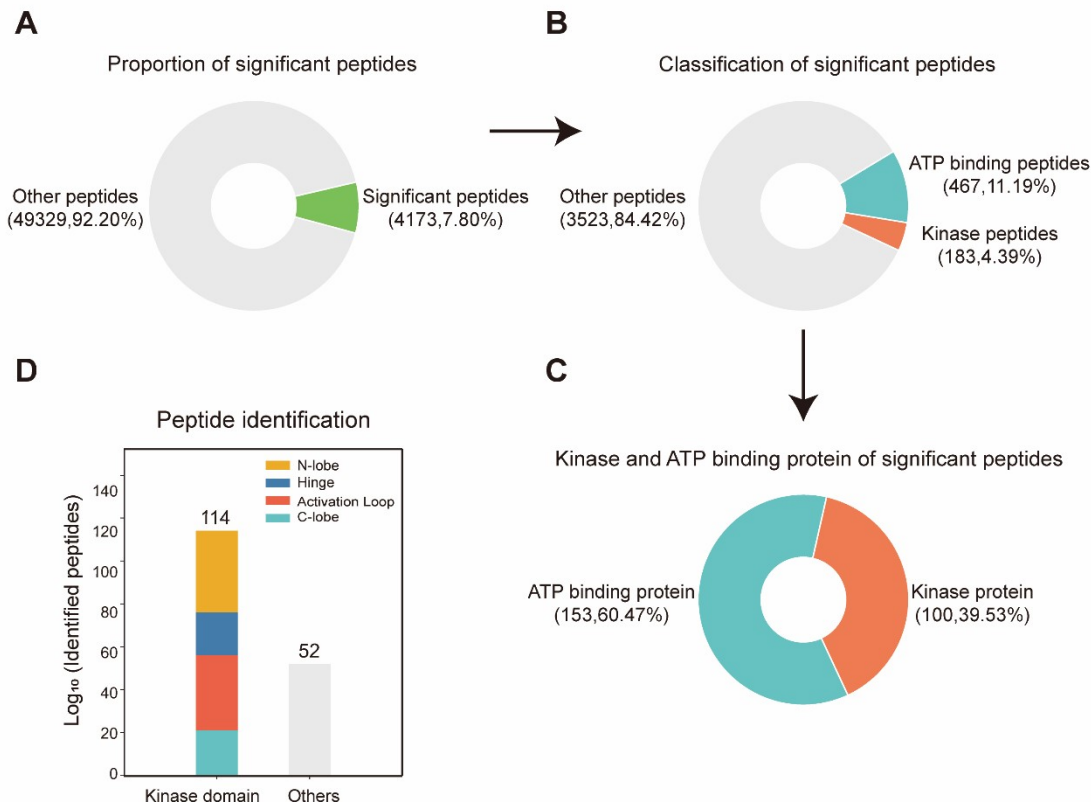 A
Proportion of significant peptides
Other peptides
(49329,92.20%)
Significant peptides
(4173,7.80%)
B
Classification of significant peptides
Other peptides
(3523,84.42%)
ATP binding peptides
(467,11.19%)
Kinase peptides
(183,4.39%)
C
Kinase and ATP binding protein of significant peptides
ATP binding protein
(153,60.47%)
Kinase protein
(100,39.53%)
D
Peptide identification
Log₁₀ (Identified peptides)
140
120
100
80
60
40
20
0
N-lobe
Hinge
Activation Loop
C-lobe
114
52
Kinase domain
Others